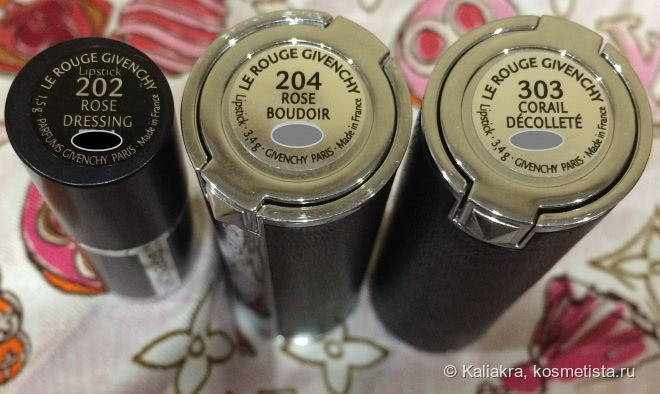 LE ROUGE GIVENCHY
Lipstick
202
ROSE
DRESSING
1,5 g · PARFUMS GIVENCHY PARIS · Made in France
LE ROUGE GIVENCHY
204
ROSE
BOUDOIR
Lipstick · 3,4 g · GIVENCHY PARIS · Made in France
LE ROUGE GIVENCHY
303
CORAIL
DÉCOLLETÉ
Lipstick · 3,4 g · GIVENCHY PARIS · Made in France
© Kaliakra, kosmetista.ru